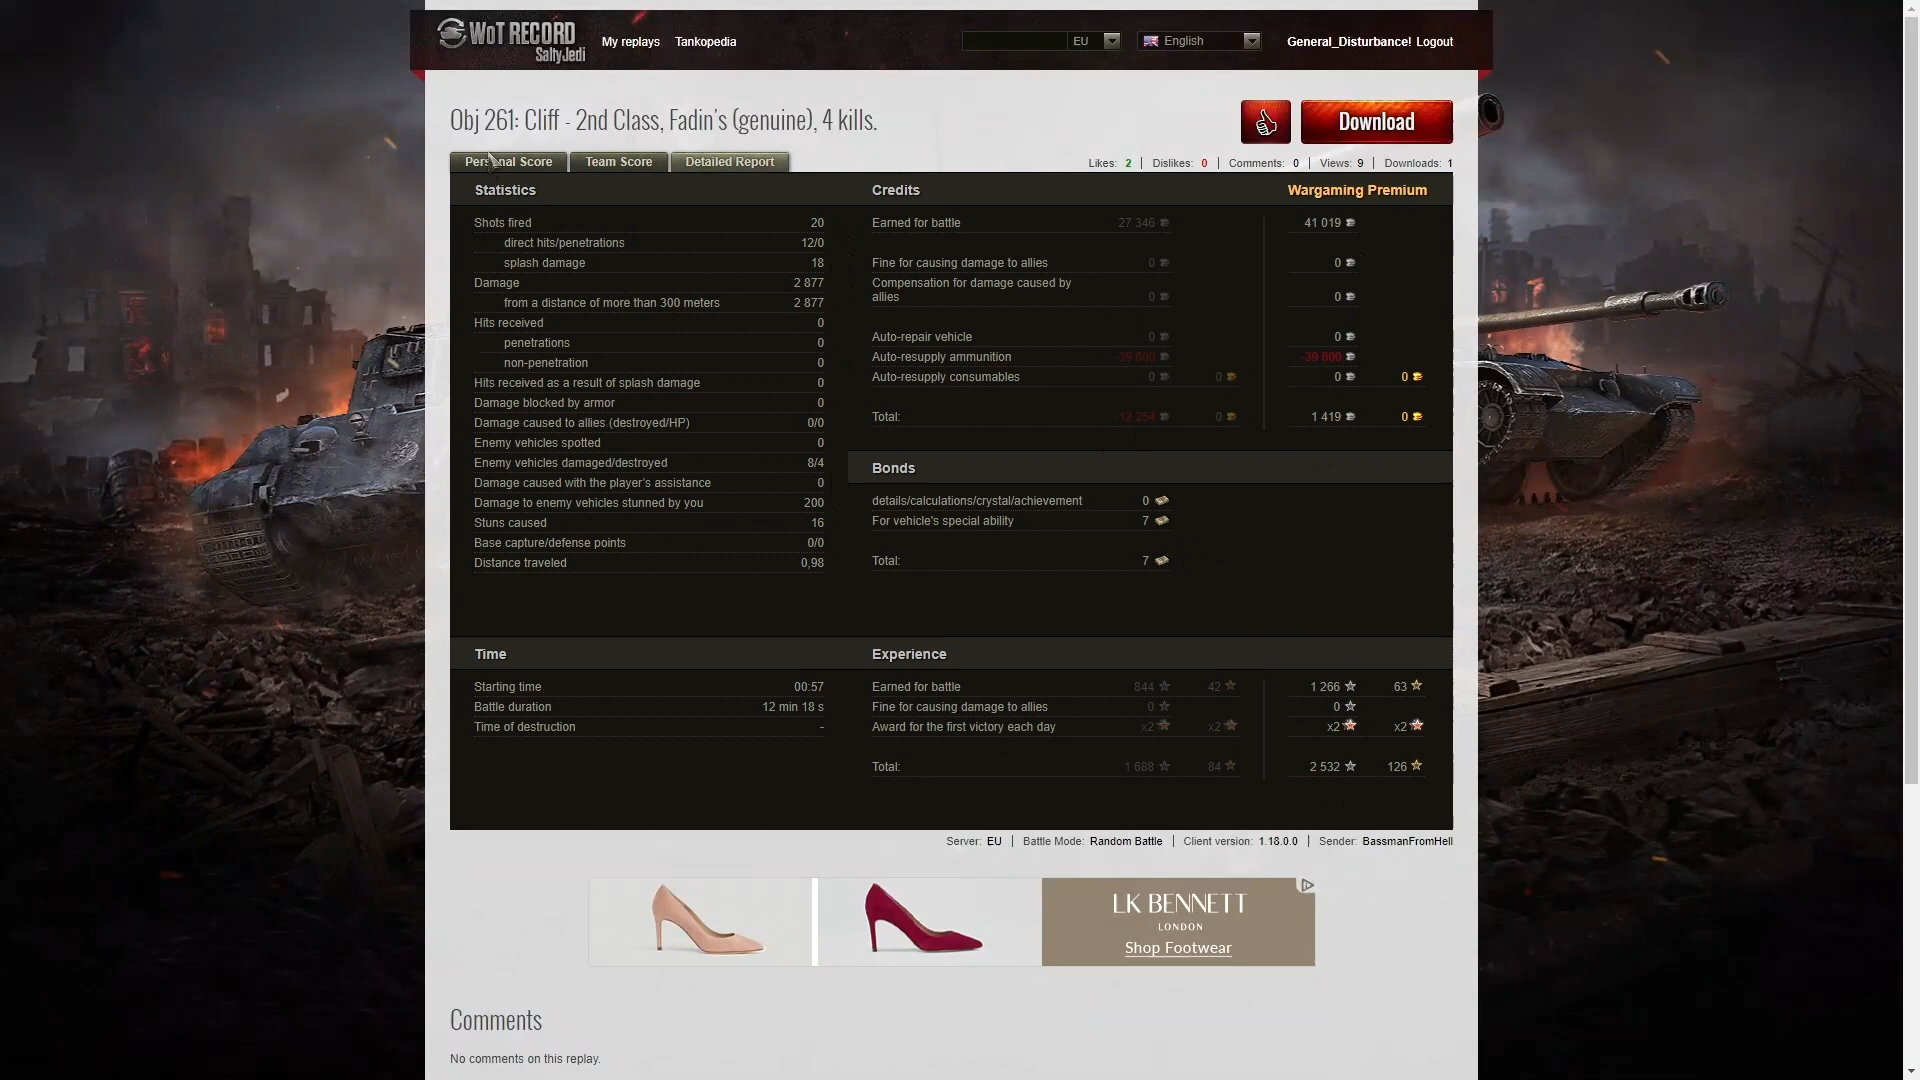 WoT RECORD
SaltyJedi
My replays Tankopedia EU English General_Disturbance! Logout
Obj 261: Cliff - 2nd Class, Fadin's (genuine), 4 kills.
Download
Personal Score Team Score Detailed Report
Likes: 2 | Dislikes: 0 | Comments: 0 | Views: 9 | Downloads: 1
Statistics
Shots fired 20
direct hits/penetrations 12/0
splash damage 18
Damage 2 877
from a distance of more than 300 meters 2 877
Hits received 0
penetrations 0
non-penetration 0
Hits received as a result of splash damage 0
Damage blocked by armor 0
Damage caused to allies (destroyed/HP) 0/0
Enemy vehicles spotted 0
Enemy vehicles damaged/destroyed 8/4
Damage caused with the player's assistance 0
Damage to enemy vehicles stunned by you 200
Stuns caused 16
Base capture/defense points 0/0
Distance traveled 0,98
Credits Wargaming Premium
Earned for battle 27 346 41 019
Fine for causing damage to allies 0 0
Compensation for damage caused by
allies 0 0
Auto-repair vehicle 0 0
Auto-resupply ammunition -39 600 -39 600
Auto-resupply consumables 0 0 0 0
Total: -12 254 0 1 419 0
Bonds
details/calculations/crystal/achievement 0
For vehicle's special ability 7
Total: 7
Time
Starting time 00:57
Battle duration 12 min 18 s
Time of destruction -
Experience
Earned for battle 844 42 1 266 63
Fine for causing damage to allies 0 0
Award for the first victory each day x2 x2 x2 x2
Total: 1 688 84 2 532 126
Server: EU | Battle Mode: Random Battle | Client version: 1.18.0.0 | Sender: BassmanFromHell
LK BENNETT
LONDON
Shop Footwear
Comments
No comments on this replay.